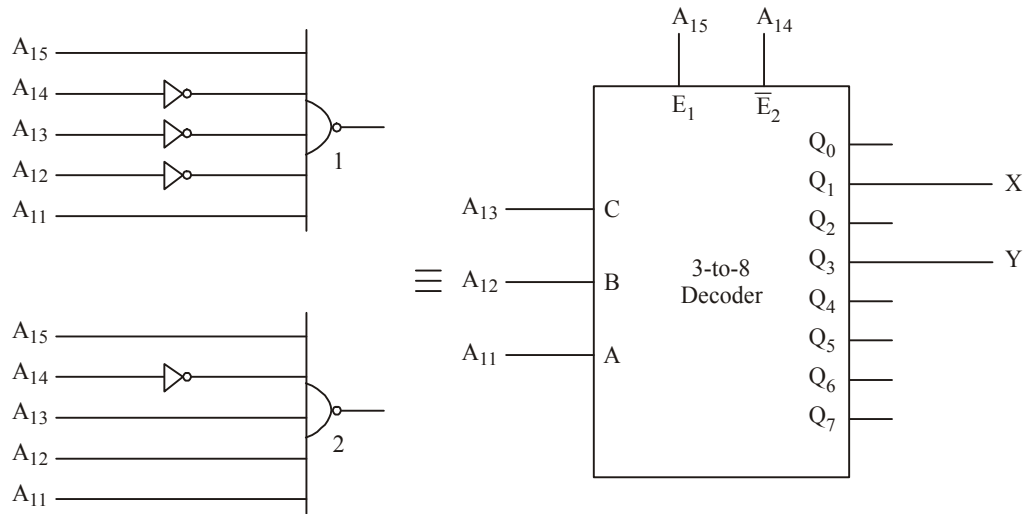 A₁₅
A₁₄
A₁₃
A₁₂
A₁₁
1
A₁₅
A₁₄
A₁₃
A₁₂
A₁₁
2
≡
A₁₅ A₁₄
E₁ E̅₂
A₁₃ C
A₁₂ B
A₁₁ A
3-to-8
Decoder
Q₀
Q₁ X
Q₂
Q₃ Y
Q₄
Q₅
Q₆
Q₇